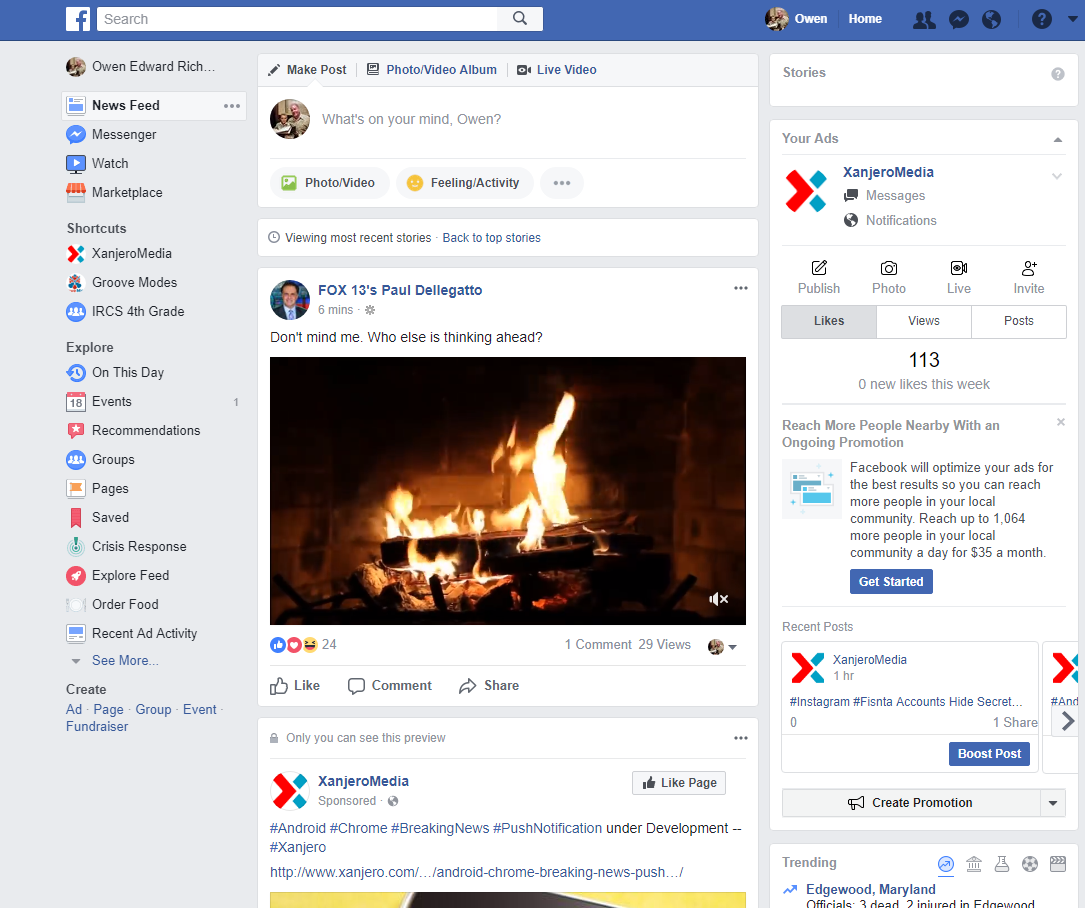 Search
Owen
Home
Owen Edward Rich...
News Feed
Messenger
Watch
Marketplace
Shortcuts
XanjeroMedia
Groove Modes
IRCS 4th Grade
Explore
On This Day
18 Events 1
Recommendations
Groups
Pages
Saved
Crisis Response
Explore Feed
Order Food
Recent Ad Activity
See More...
Create
Ad · Page · Group · Event ·
Fundraiser
Make Post
Photo/Video Album
Live Video
What's on your mind, Owen?
Photo/Video
Feeling/Activity
Viewing most recent stories · Back to top stories
FOX 13's Paul Dellegatto
6 mins ·
Don't mind me. Who else is thinking ahead?
24
1 Comment 29 Views
Like
Comment
Share
Only you can see this preview
XanjeroMedia
Sponsored ·
Like Page
#Android #Chrome #BreakingNews #PushNotification under Development --
#Xanjero
http://www.xanjero.com/.../android-chrome-breaking-news-push.../
Stories
Your Ads
XanjeroMedia
Messages
Notifications
Publish
Photo
Live
Invite
Likes
Views
Posts
113
0 new likes this week
Reach More People Nearby With an
Ongoing Promotion
Facebook will optimize your ads for
the best results so you can reach
more people in your local
community. Reach up to 1,064
more people in your local
community a day for $35 a month.
Get Started
Recent Posts
XanjeroMedia
1 hr
#Instagram #Fisnta Accounts Hide Secret...
0
1 Share
Boost Post
#And
Create Promotion
Trending
Edgewood, Maryland
Officials: 3 dead, 2 injured in Edgewood